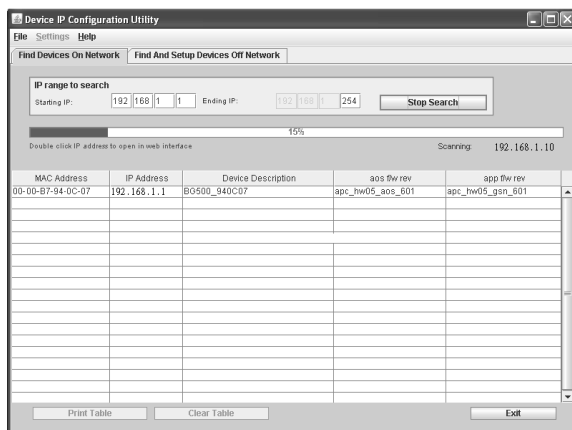 Device IP Configuration Utility
File Settings Help
Find Devices On Network Find And Setup Devices Off Network
IP range to search
Starting IP: 192 168 1 1 Ending IP: 192 168 1 254 Stop Search
15%
Double click IP address to open in web interface Scanning: 192.168.1.10
MAC Address IP Address Device Description aos f/w rev app f/w rev
00-00-B7-94-0C-07 192.168.1.1 BG500_940C07 apc_hw05_aos_601 apc_hw05_gsn_601
Print Table Clear Table Exit